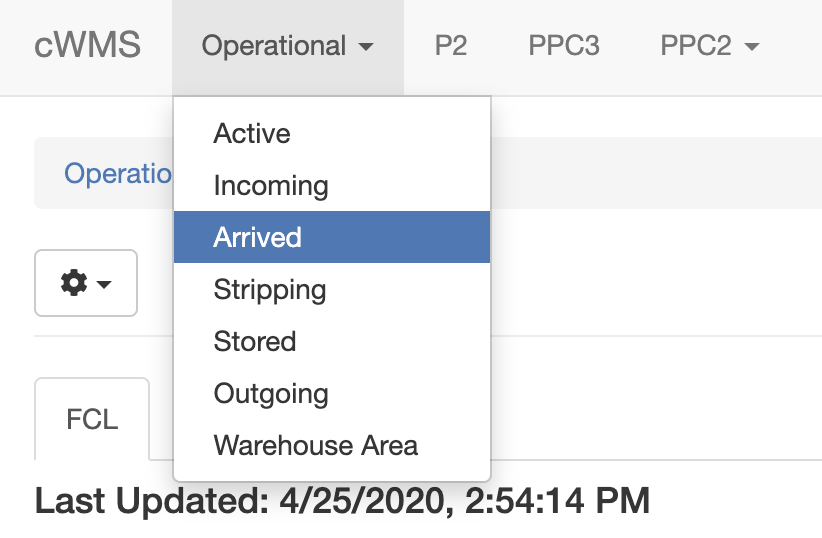 cWMS Operational P2 PPC3 PPC2
Active
Operatio
Incoming
Arrived
Stripping
Stored
Outgoing
FCL
Warehouse Area
Last Updated: 4/25/2020, 2:54:14 PM